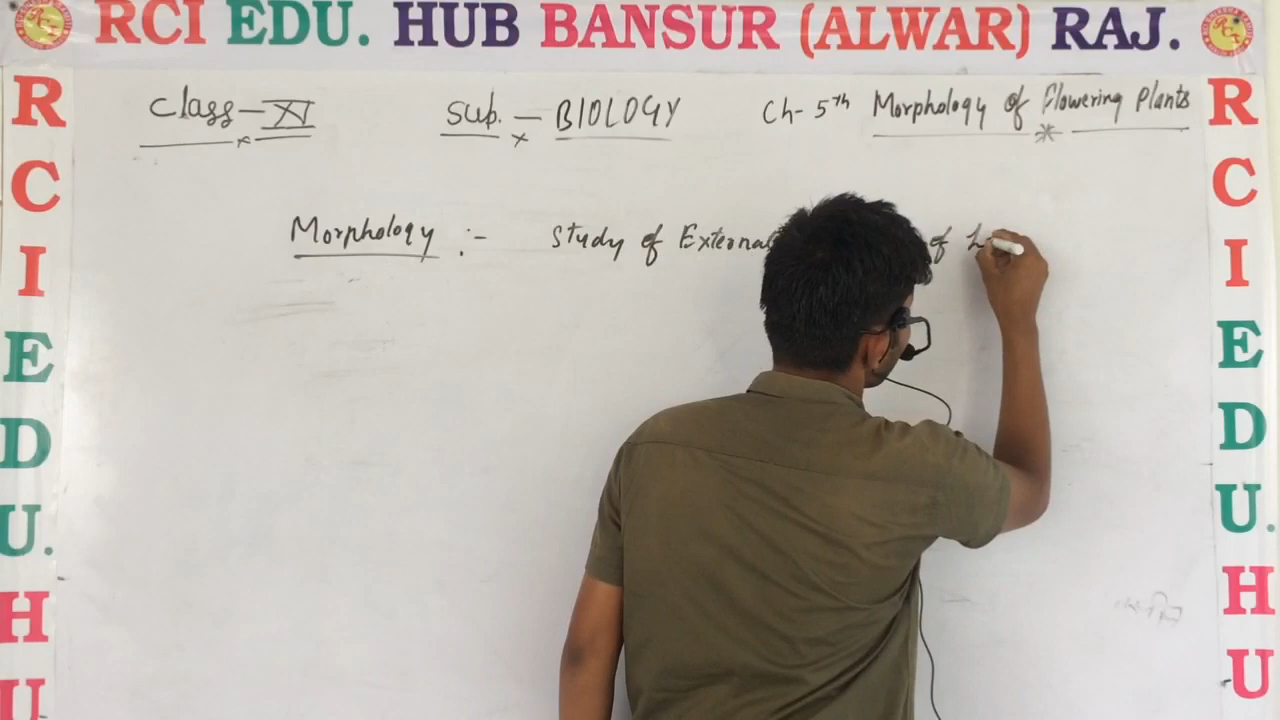 RCI EDU. HUB BANSUR (ALWAR) RAJ.
Class - XI Sub. - BIOLOGY Ch- 5th Morphology of Flowering Plants
Morphology :- Study of External of
R C I E D U. H U
R C I E D U. H U